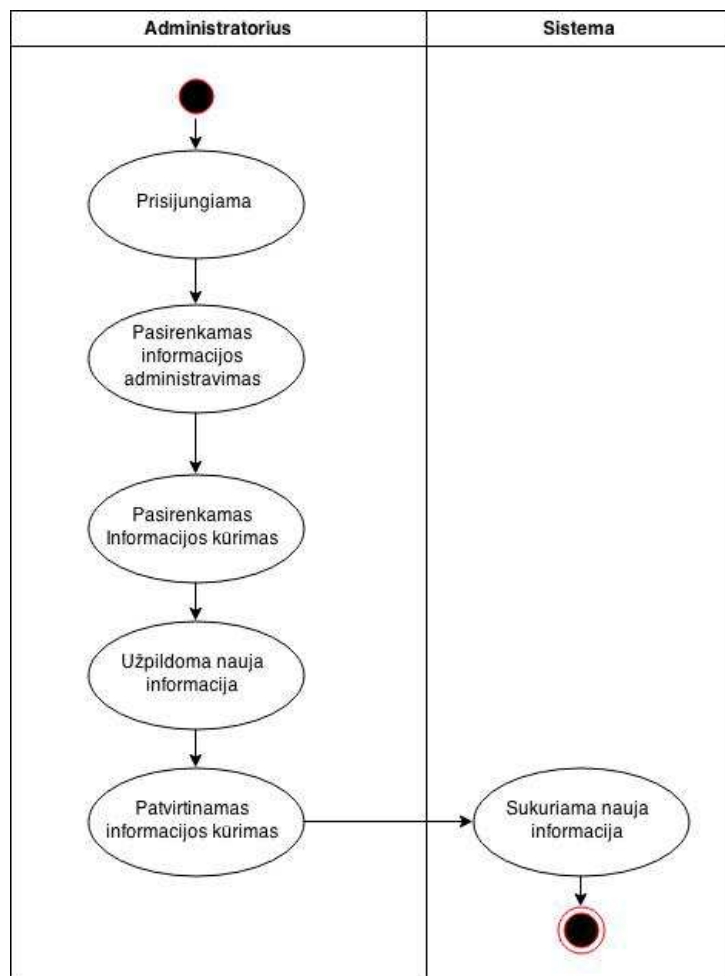 Administratorius
Sistema
Prisijungiama
Pasirenkamas
informacijos
administravimas
Pasirenkamas
Informacijos kūrimas
Užpildoma nauja
informacija
Patvirtinamas
informacijos kūrimas
Sukuriama nauja
informacija